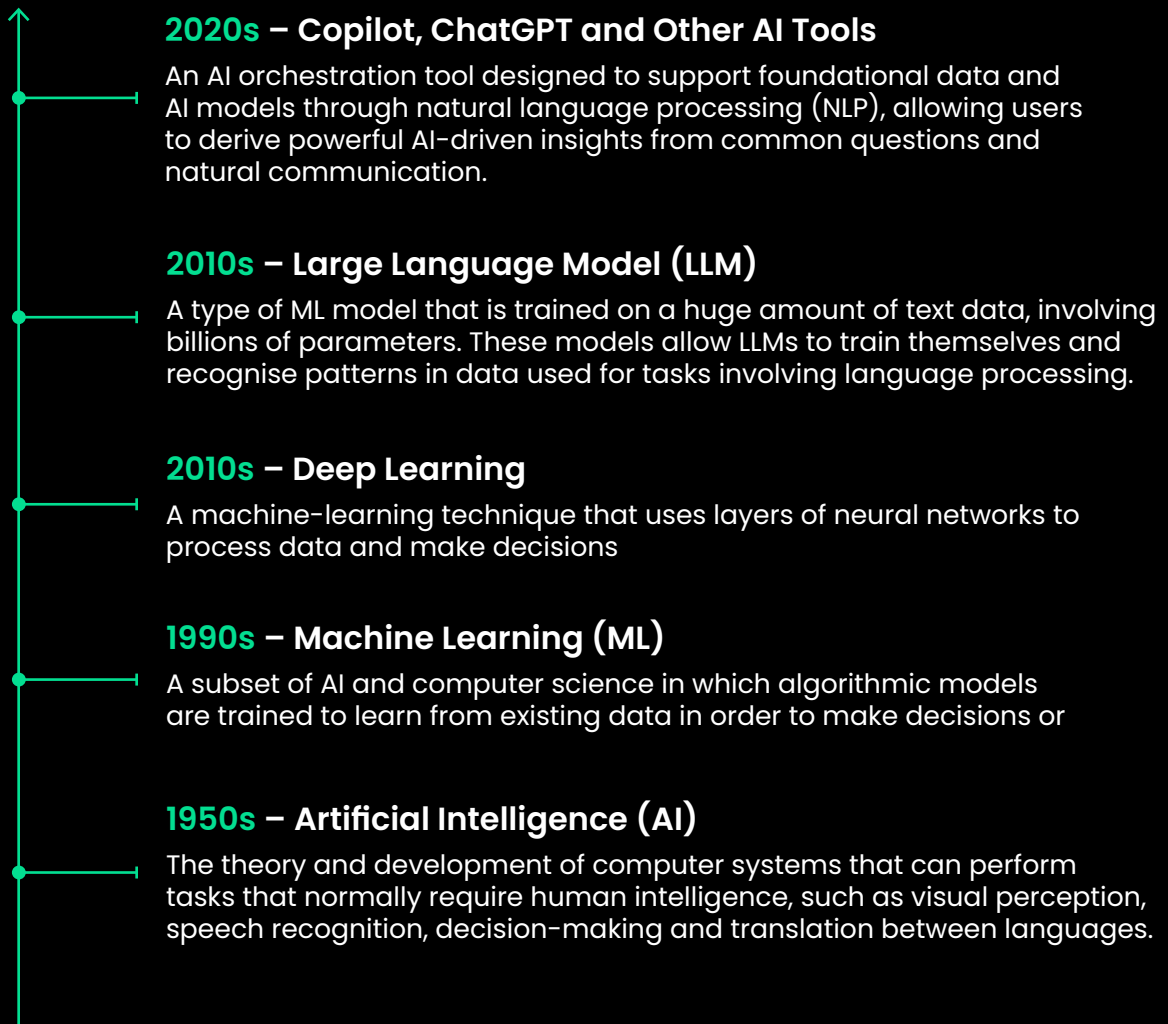 2020s – Copilot, ChatGPT and Other AI Tools
An AI orchestration tool designed to support foundational data and
AI models through natural language processing (NLP), allowing users
to derive powerful AI-driven insights from common questions and
natural communication.
2010s – Large Language Model (LLM)
A type of ML model that is trained on a huge amount of text data, involving
billions of parameters. These models allow LLMs to train themselves and
recognise patterns in data used for tasks involving language processing.
2010s – Deep Learning
A machine-learning technique that uses layers of neural networks to
process data and make decisions
1990s – Machine Learning (ML)
A subset of AI and computer science in which algorithmic models
are trained to learn from existing data in order to make decisions or
1950s – Artificial Intelligence (AI)
The theory and development of computer systems that can perform
tasks that normally require human intelligence, such as visual perception,
speech recognition, decision-making and translation between languages.